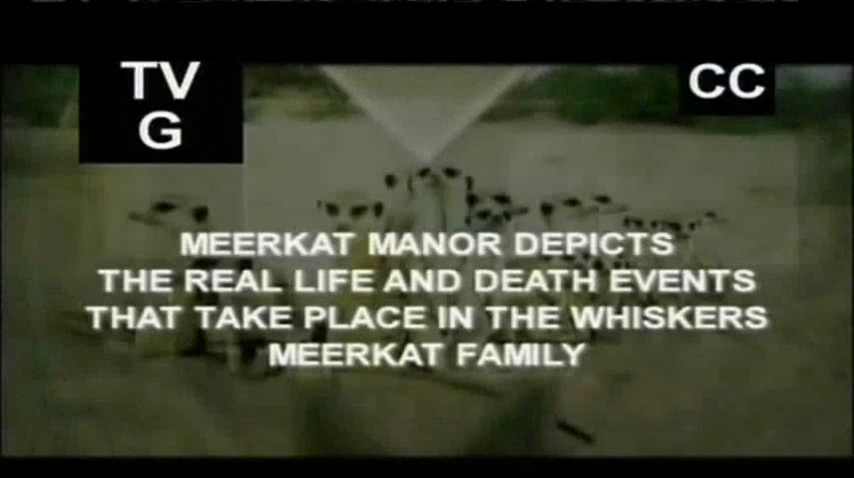 TV
G
CC
MEERKAT MANOR DEPICTS
THE REAL LIFE AND DEATH EVENTS
THAT TAKE PLACE IN THE WHISKERS
MEERKAT FAMILY